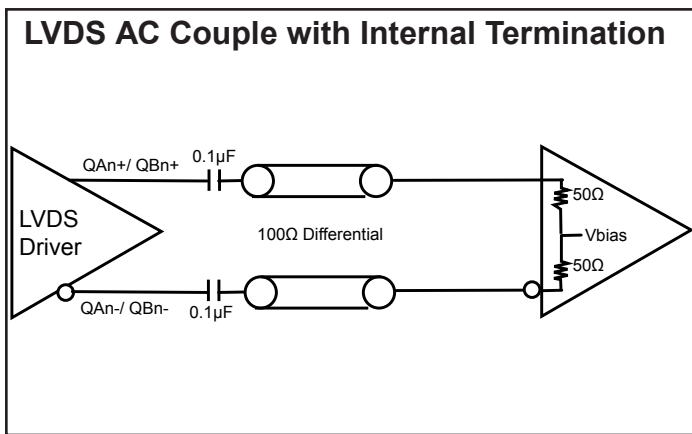 LVDS AC Couple with Internal Termination
QAn+/ QBn+
0.1µF
50Ω
LVDS
Driver
100Ω Differential
Vbias
50Ω
QAn-/ QBn-
0.1µF